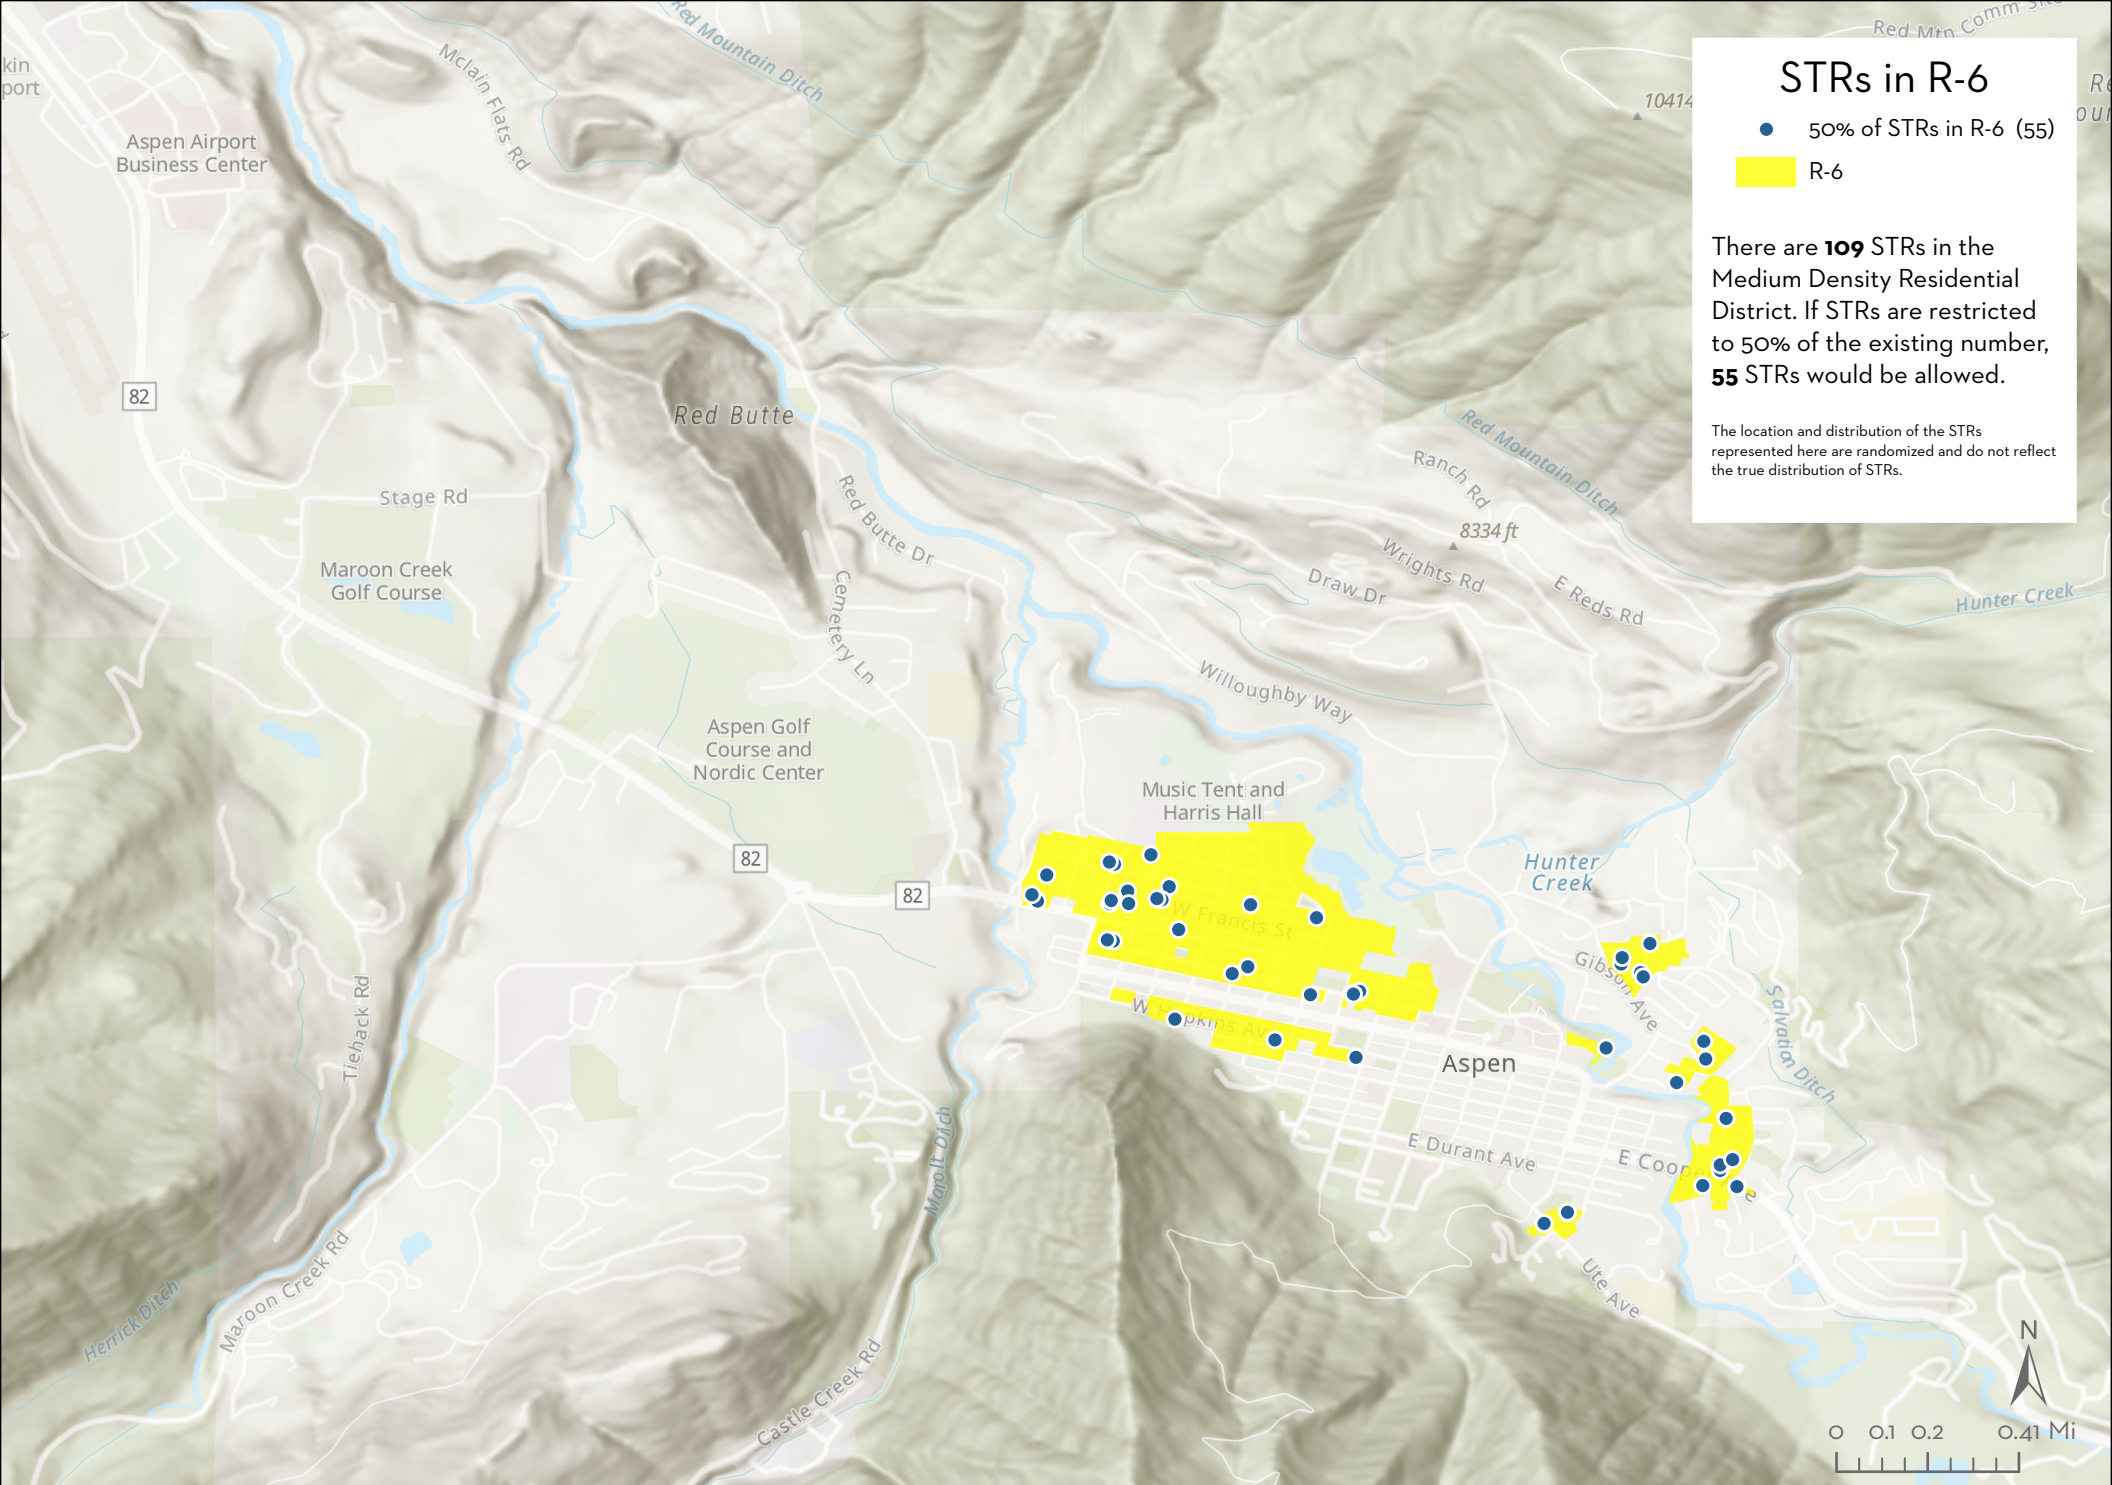 STRs in R-6
50% of STRs in R-6 (55)
R-6
There are 109 STRs in the
Medium Density Residential
District. If STRs are restricted
to 50% of the existing number,
55 STRs would be allowed.
The location and distribution of the STRs
represented here are randomized and do not reflect
the true distribution of STRs.
Red Mtn Comm
10414
Red Mountain Ditch
Mclain Flats Rd
kin
port
Aspen Airport
Business Center
82
Red Butte
Stage Rd
Red Butte Dr
Ranch Rd
Red Mountain Ditch
8334 ft
Wrights Rd
Draw Dr
E Reds Rd
Hunter Creek
Maroon Creek
Golf Course
Cemetery Ln
Willoughby Way
Aspen Golf
Course and
Nordic Center
Music Tent and
Harris Hall
82
82
Hunter
Creek
W Francis St
Gibson Ave
Salvation Ditch
W Hopkins Av
Aspen
Tiehack Rd
Marolt Ditch
E Durant Ave
E Coope
Ute Ave
Maroon Creek Rd
Herrick Ditch
Castle Creek Rd
N
0 0.1 0.2 0.41 Mi